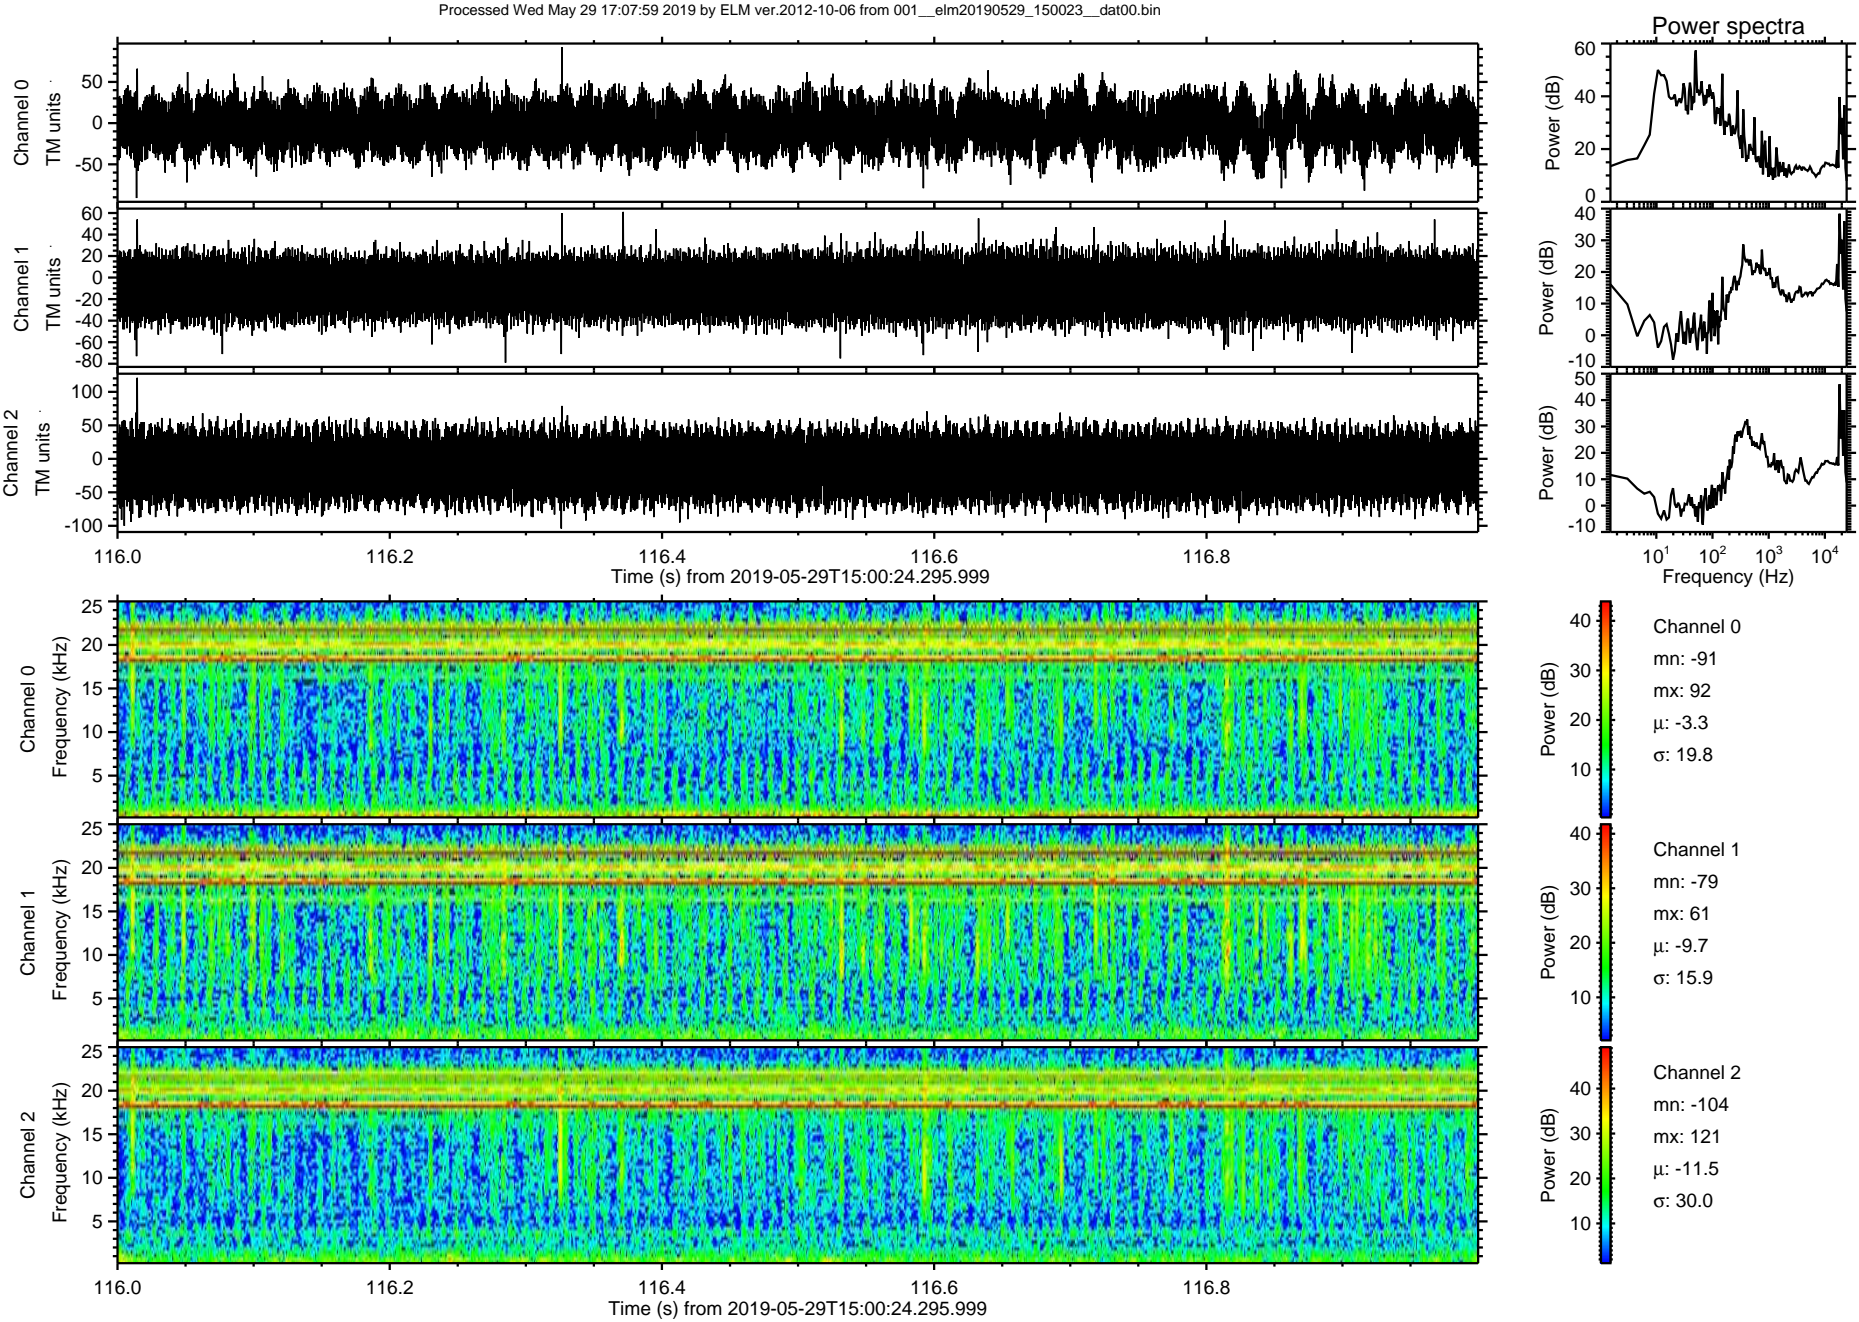 Processed Wed May 29 17:07:59 2019 by ELM ver.2012-10-06 from 001__elm20190529_150023__dat00.bin
Power spectra
Channel 0
TM units
50
0
-50
Power (dB)
60
40
20
0
Channel 1
TM units
60
40
20
0
-20
-40
-60
-80
Power (dB)
40
30
20
10
0
-10
Channel 2
TM units
100
50
0
-50
-100
Power (dB)
50
40
30
20
10
0
-10
116.0 116.2 116.4 116.6 116.8
Time (s) from 2019-05-29T15:00:24.295.999
10¹ 10² 10³ 10⁴
Frequency (Hz)
Channel 0
Frequency (kHz)
25
20
15
10
5
Power (dB)
40
30
20
10
Channel 0
mn: -91
mx: 92
μ: -3.3
σ: 19.8
Channel 1
Frequency (kHz)
25
20
15
10
5
Power (dB)
40
30
20
10
Channel 1
mn: -79
mx: 61
μ: -9.7
σ: 15.9
Channel 2
Frequency (kHz)
25
20
15
10
5
Power (dB)
40
30
20
10
Channel 2
mn: -104
mx: 121
μ: -11.5
σ: 30.0
116.0 116.2 116.4 116.6 116.8
Time (s) from 2019-05-29T15:00:24.295.999